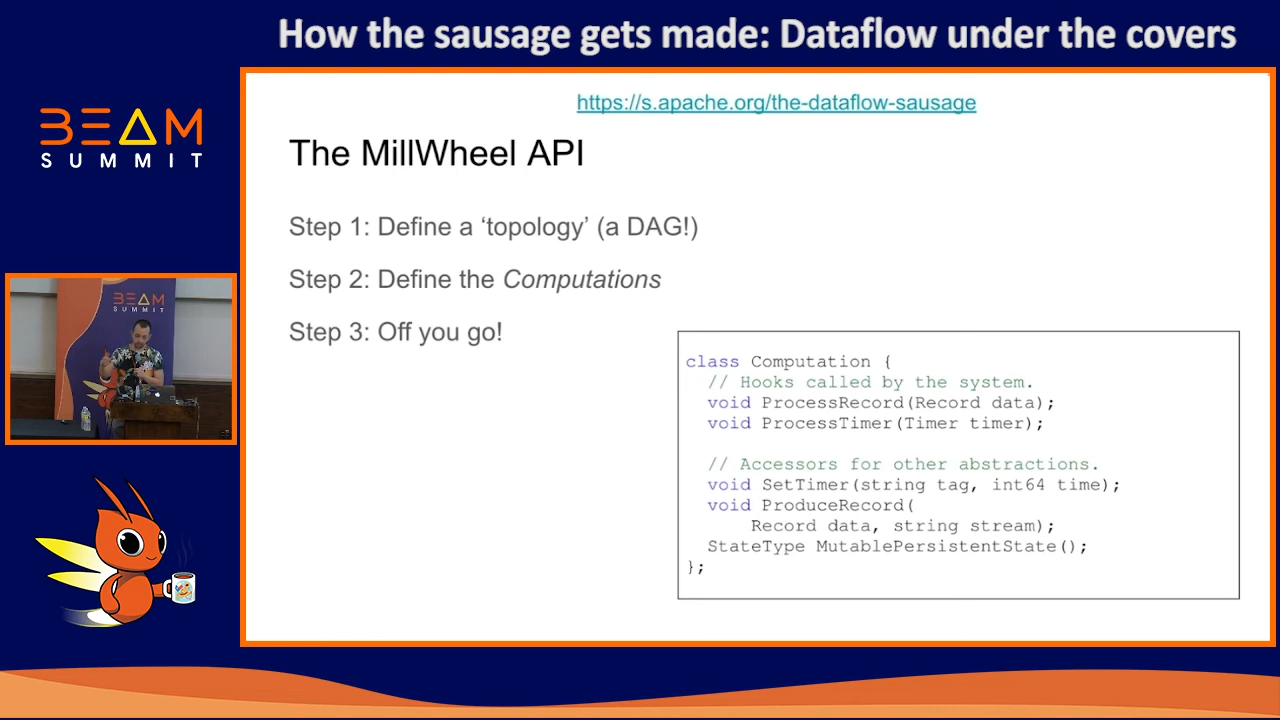 How the sausage gets made: Dataflow under the covers
https://s.apache.org/the-dataflow-sausage
BEAM
SUMMIT
The MillWheel API
Step 1: Define a ‘topology’ (a DAG!)
Step 2: Define the Computations
Step 3: Off you go!
class Computation {
// Hooks called by the system.
void ProcessRecord(Record data);
void ProcessTimer(Timer timer);
// Accessors for other abstractions.
void SetTimer(string tag, int64 time);
void ProduceRecord(
Record data, string stream);
StateType MutablePersistentState();
};
BEAM
SUMMIT